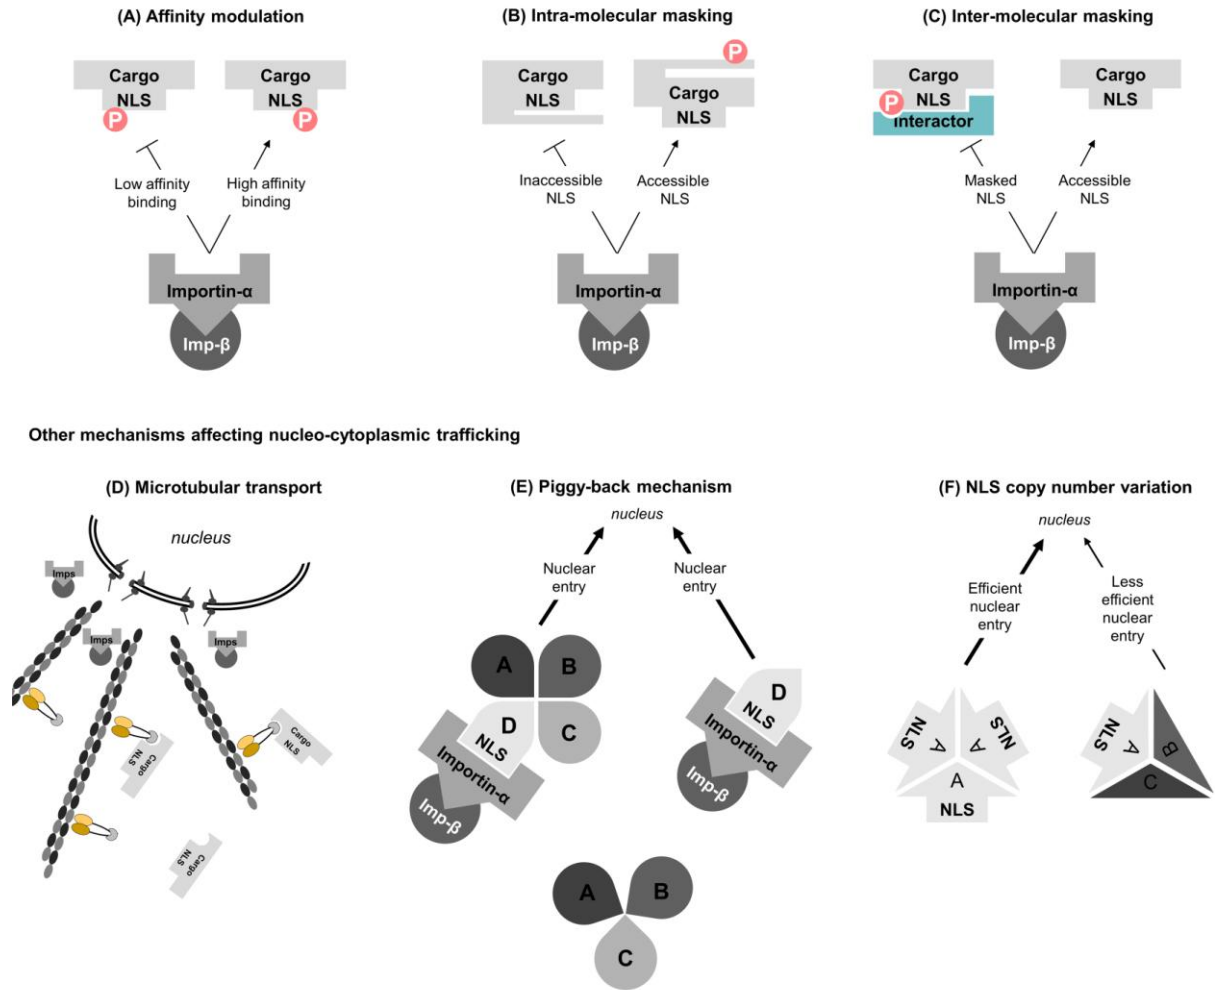 (A) Affinity modulation
Cargo
NLS
P
Cargo
NLS
P
Low affinity
binding
High affinity
binding
Importin-α
Imp-β
(B) Intra-molecular masking
Cargo
NLS
P
Cargo
NLS
Inaccessible
NLS
Accessible
NLS
Importin-α
Imp-β
(C) Inter-molecular masking
Cargo
NLS
P
Interactor
Cargo
NLS
Masked
NLS
Accessible
NLS
Importin-α
Imp-β
Other mechanisms affecting nucleo-cytoplasmic trafficking
(D) Microtubular transport
nucleus
Imps
Imps
Imps
Cargo
NLS
Cargo
NLS
Cargo
NLS
(E) Piggy-back mechanism
nucleus
Nuclear
entry
Nuclear
entry
A
B
D
NLS
C
Importin-α
Imp-β
D
NLS
Importin-α
Imp-β
A
B
C
(F) NLS copy number variation
nucleus
Efficient
nuclear
entry
Less
efficient
nuclear
entry
NLS
A
NLS
A
A
NLS
NLS
A
B
C